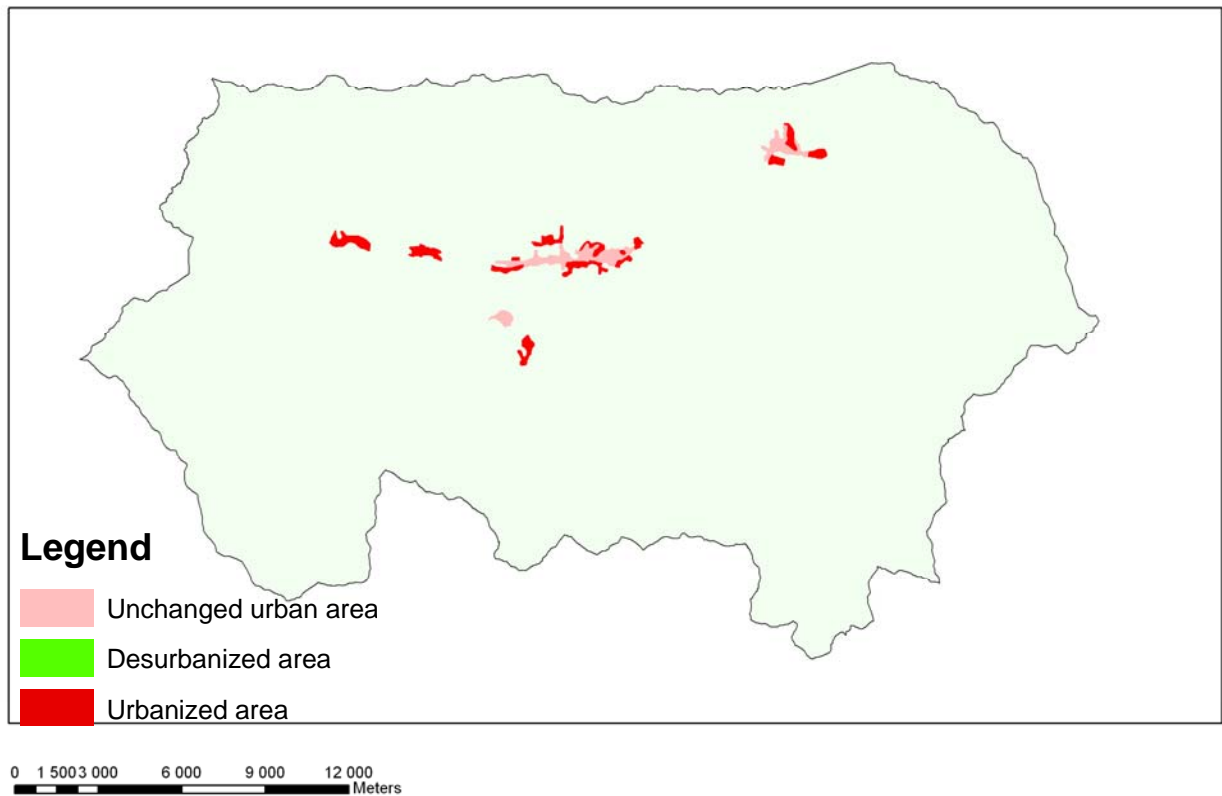 Legend
Unchanged urban area
Desurbanized area
Urbanized area
0 1 500 3 000 6 000 9 000 12 000
Meters